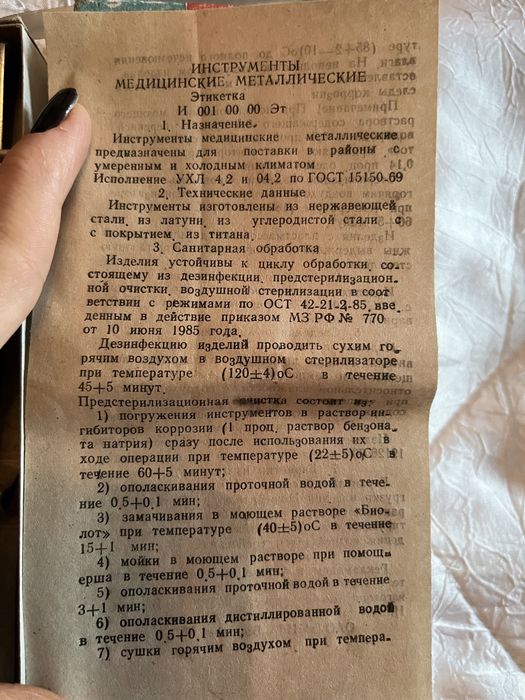 ИНСТРУМЕНТЫ
МЕДИЦИНСКИЕ МЕТАЛЛИЧЕСКИЕ
Этикетка
И 001 00 00 Эт
1. Назначение.
Инструменты медицинские металлические
предназначены для поставки в районы с
умеренным и холодным климатом
Исполнение УХЛ 4.2 и 04.2 по ГОСТ 15150-69
2. Технические данные
Инструменты изготовлены из нержавеющей
стали, из латуни, из углеродистой стали с
с покрытием, из титана.
3. Санитарная обработка
Изделия устойчивы к циклу обработки, со-
стоящему из дезинфекции, предстерилизацион-
ной очистки, воздушной стерилизации в соот
ветствии с режимами по ОСТ 42-21-2-85, вве
денным в действие приказом МЗ РФ № 770
от 10 июня 1985 года.
Дезинфекцию изделий проводить сухим го-
рячим воздухом в воздушном стерилизаторе
при температуре (120±4)оС в течение
45+5 минут.
Предстерилизационная очистка состоит из:
1) погружения инструментов в раствор ин-
гибиторов коррозии (1 проц. раствор бензоа-
та натрия) сразу после использования их в
ходе операции при температуре (22±5)оС в
течение 60+5 минут;
2) ополаскивания проточной водой в тече-
ние 0,5+0,1 мин;
3) замачивания в моющем растворе «Био-
лот» при температуре (40±5)оС в течение
15+1 мин;
4) мойки в моющем растворе при помощ-
ерша в течение 0,5+0,1 мин;
5) ополаскивания проточной водой в течение
3+1 мин;
6) ополаскивания дистиллированной водой
в течение 0,5+0,1 мин;
7) сушки горячим воздухом при темпера-